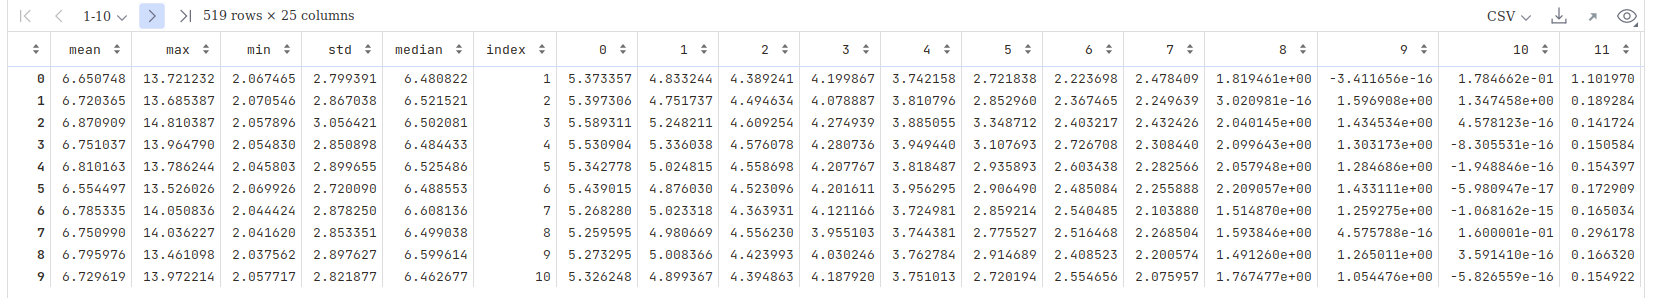 1-10 519 rows × 25 columns CSV
mean max min std median index 0 1 2 3 4 5 6 7 8 9 10 11
0 6.650748 13.721232 2.067465 2.799391 6.480822 1 5.373357 4.833244 4.389241 4.199867 3.742158 2.721838 2.223698 2.478409 1.819461e+00 -3.411656e-16 1.784662e-01 1.101970
1 6.720365 13.685387 2.070546 2.867038 6.521521 2 5.397306 4.751737 4.494634 4.078887 3.810796 2.852960 2.367465 2.249639 3.020981e-16 1.596908e+00 1.347458e+00 0.189284
2 6.870909 14.810387 2.057896 3.056421 6.502081 3 5.589311 5.248211 4.609254 4.274939 3.885055 3.348712 2.403217 2.432426 2.040145e+00 1.434534e+00 4.578123e-16 0.141724
3 6.751037 13.964790 2.054830 2.850898 6.484433 4 5.530904 5.336038 4.576078 4.280736 3.949440 3.107693 2.726708 2.308440 2.099643e+00 1.303173e+00 -8.305531e-16 0.150584
4 6.810163 13.786244 2.045803 2.899655 6.525486 5 5.342778 5.024815 4.558698 4.207767 3.818487 2.935893 2.603438 2.282566 2.057948e+00 1.284686e+00 -1.948846e-16 0.154397
5 6.554497 13.526026 2.069926 2.720090 6.488553 6 5.439015 4.876030 4.523096 4.201611 3.956295 2.906490 2.485084 2.255888 2.209057e+00 1.433111e+00 -5.980947e-17 0.172909
6 6.785335 14.050836 2.044424 2.878250 6.608136 7 5.268280 5.023318 4.363931 4.121166 3.724981 2.859214 2.540485 2.103880 1.514870e+00 1.259275e+00 -1.068162e-15 0.165034
7 6.750990 14.036227 2.041620 2.853351 6.499038 8 5.259595 4.980669 4.556230 3.955103 3.744381 2.775527 2.516468 2.268504 1.593846e+00 4.575788e-16 1.600001e-01 0.296178
8 6.795976 13.461098 2.037562 2.897627 6.599614 9 5.273295 5.008366 4.423993 4.030246 3.762784 2.914689 2.408523 2.200574 1.491260e+00 1.265011e+00 3.591410e-16 0.166320
9 6.729619 13.972214 2.057717 2.821877 6.462677 10 5.326248 4.899367 4.394863 4.187920 3.751013 2.720194 2.554656 2.075957 1.767477e+00 1.054476e+00 -5.826559e-16 0.154922